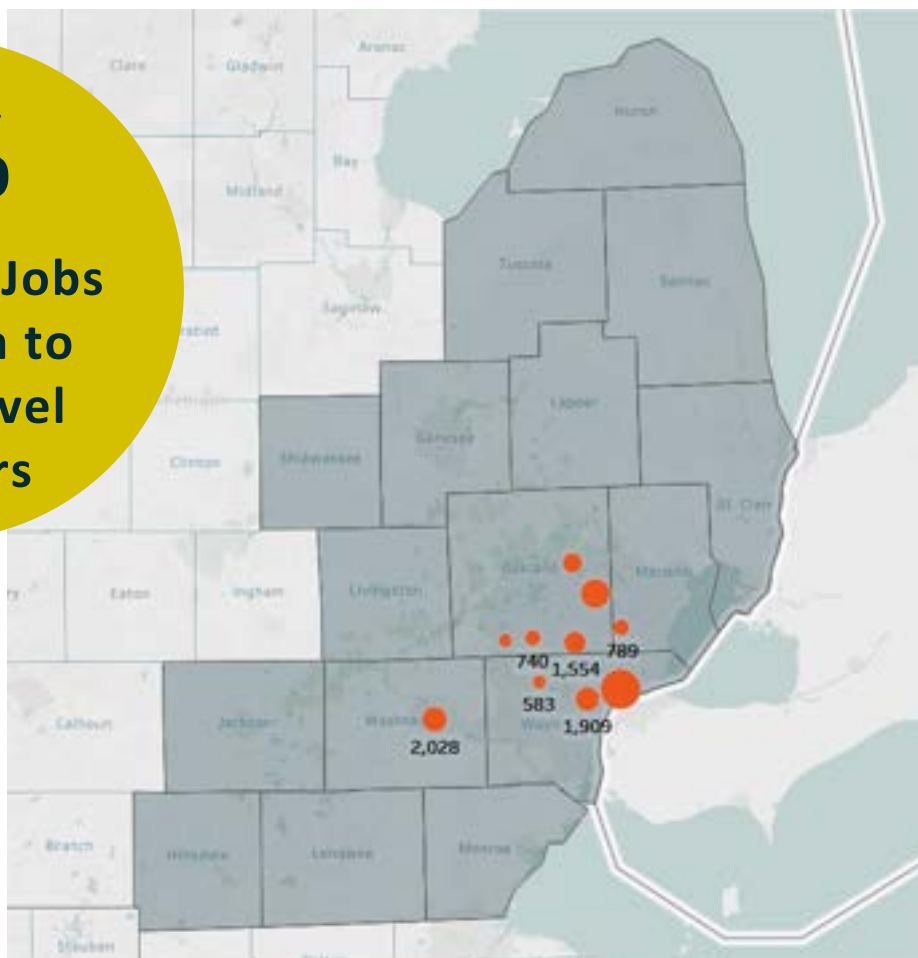 Jobs
to
vel
rs
Arenac
Clare
Gladwin
Huron
Bay
Midland
Tuscola
Sanilac
Saginaw
Lapeer
Genesee
Clinton
Shiawassee
St. Clair
Oakland
Macomb
Eaton
Ingham
Livingston
740
1,554
789
583
Calhoun
Jackson
Washtenaw
Wayne
1,909
2,028
Branch
Hillsdale
Lenawee
Monroe
Steuben